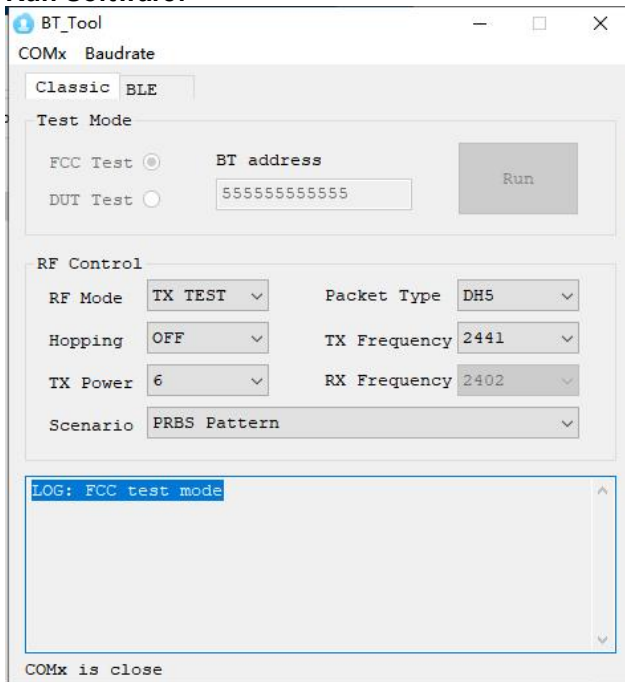 Run Software:
BT_Tool
COMx Baudrate
Classic BLE
Test Mode
FCC Test BT address Run
DUT Test 555555555555
RF Control
RF Mode TX TEST Packet Type DH5
Hopping OFF TX Frequency 2441
TX Power 6 RX Frequency 2402
Scenario PRBS Pattern
LOG: FCC test mode
COMx is close